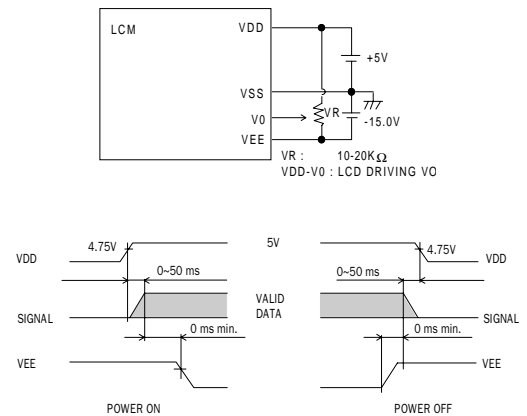 LCM
VDD
+5V
VSS
V0
VR
-15.0V
VEE
VR : 10-20KΩ
VDD-V0 : LCD DRIVING VO
4.75V
5V
4.75V
VDD
VDD
0~50 ms
0~50 ms
VALID
DATA
SIGNAL
SIGNAL
0 ms min.
0 ms min.
VEE
VEE
POWER ON
POWER OFF